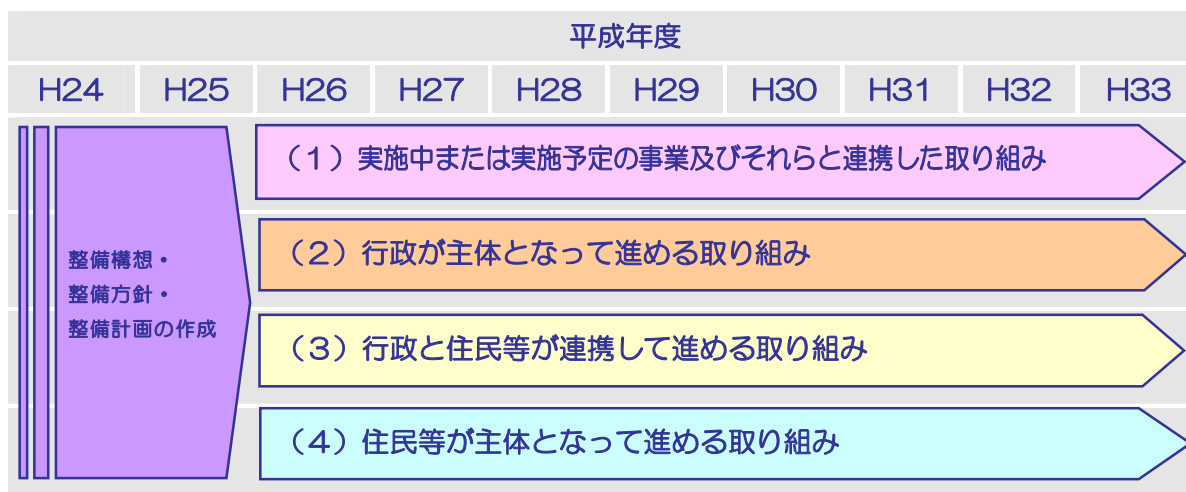 平成年度
H24 H25 H26 H27 H28 H29 H30 H31 H32 H33
（１）実施中または実施予定の事業及びそれらと連携した取り組み
（２）行政が主体となって進める取り組み
整備構想・
整備方針・
整備計画の作成
（３）行政と住民等が連携して進める取り組み
（４）住民等が主体となって進める取り組み